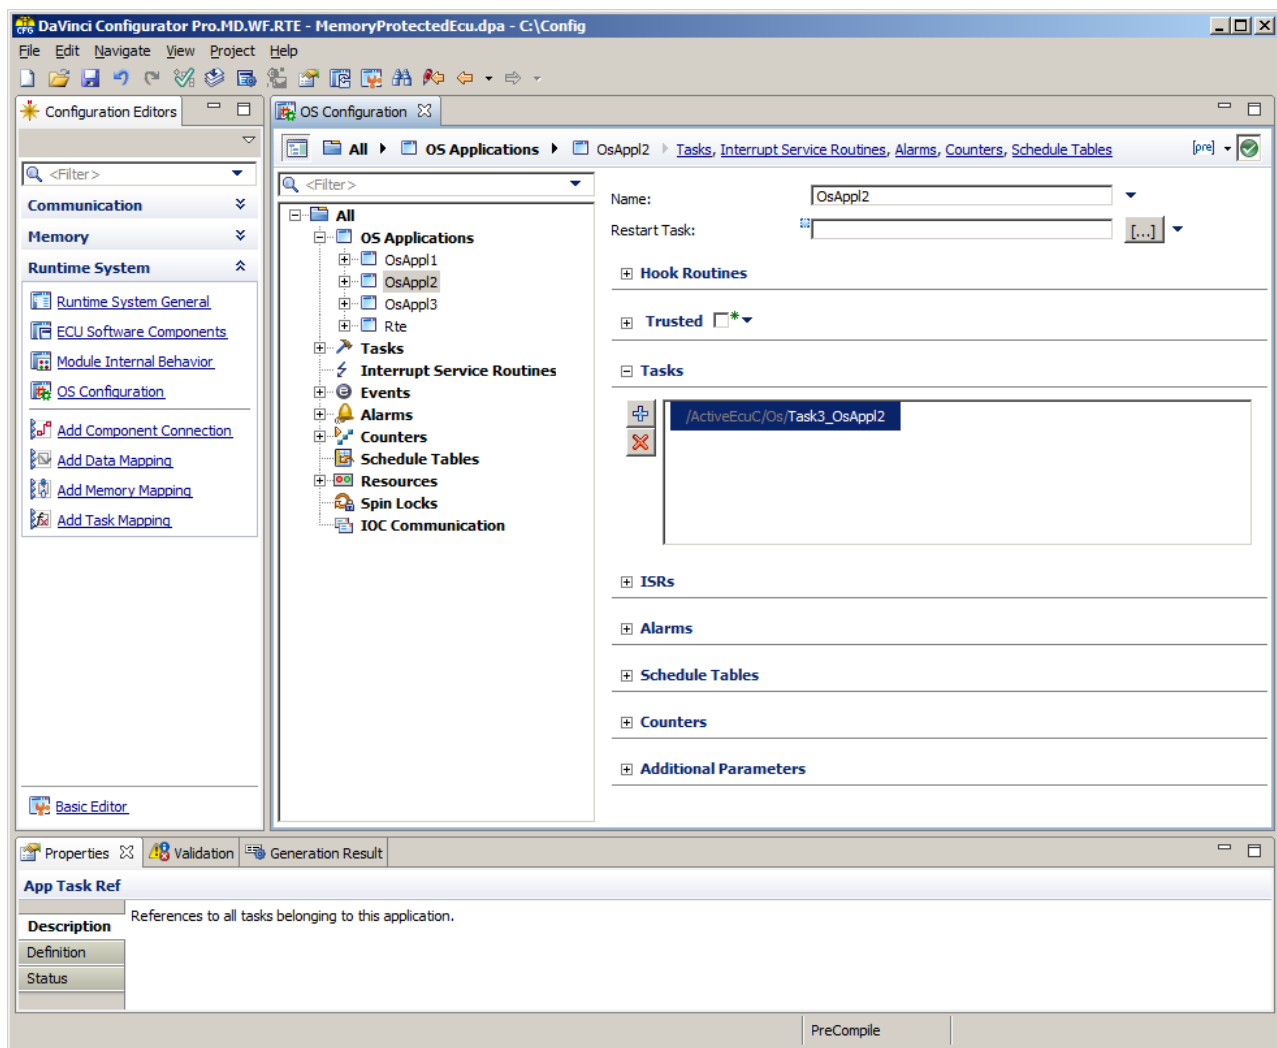 DaVinci Configurator Pro.MD.WF.RTE - MemoryProtectedEcu.dpa - C:\Config
File Edit Navigate View Project Help
Configuration Editors
<Filter>
Communication
Memory
Runtime System
Runtime System General
ECU Software Components
Module Internal Behavior
OS Configuration
Add Component Connection
Add Data Mapping
Add Memory Mapping
Add Task Mapping
Basic Editor
OS Configuration
All OS Applications OsAppl2 Tasks, Interrupt Service Routines, Alarms, Counters, Schedule Tables [pre]
<Filter>
All
OS Applications
OsAppl1
OsAppl2
OsAppl3
Rte
Tasks
Interrupt Service Routines
Events
Alarms
Counters
Schedule Tables
Resources
Spin Locks
IOC Communication
Name: OsAppl2
Restart Task: [...]
Hook Routines
Trusted *
Tasks
/ActiveEcuC/Os/Task3_OsAppl2
ISRs
Alarms
Schedule Tables
Counters
Additional Parameters
Properties Validation Generation Result
App Task Ref
Description
Definition
Status
References to all tasks belonging to this application.
PreCompile